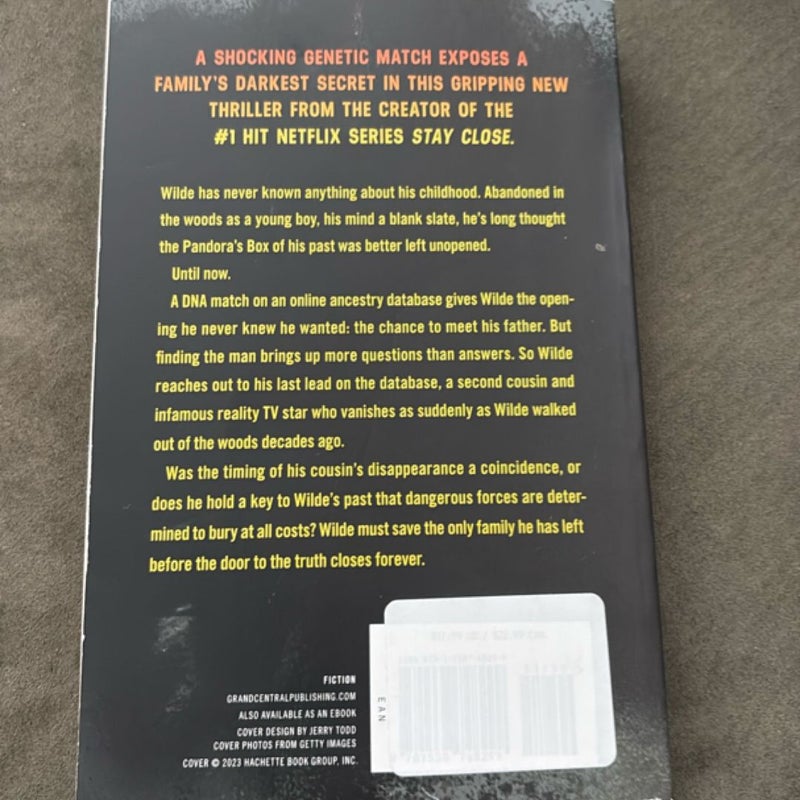 A SHOCKING GENETIC MATCH EXPOSES A
FAMILY'S DARKEST SECRET IN THIS GRIPPING NEW
THRILLER FROM THE CREATOR OF THE
#1 HIT NETFLIX SERIES STAY CLOSE.
Wilde has never known anything about his childhood. Abandoned in
the woods as a young boy, his mind a blank slate, he's long thought
the Pandora's Box of his past was better left unopened.
Until now.
A DNA match on an online ancestry database gives Wilde the open-
ing he never knew he wanted: the chance to meet his father. But
finding the man brings up more questions than answers. So Wilde
reaches out to his last lead on the database, a second cousin and
infamous reality TV star who vanishes as suddenly as Wilde walked
out of the woods decades ago.
Was the timing of his cousin's disappearance a coincidence, or
does he hold a key to Wilde's past that dangerous forces are deter-
mined to bury at all costs? Wilde must save the only family he has left
before the door to the truth closes forever.
FICTION
GRANDCENTRALPUBLISHING.COM
ALSO AVAILABLE AS AN EBOOK
COVER DESIGN BY JERRY TODD
COVER PHOTOS FROM GETTY IMAGES
COVER © 2023 HACHETTE BOOK GROUP, INC.
EAN